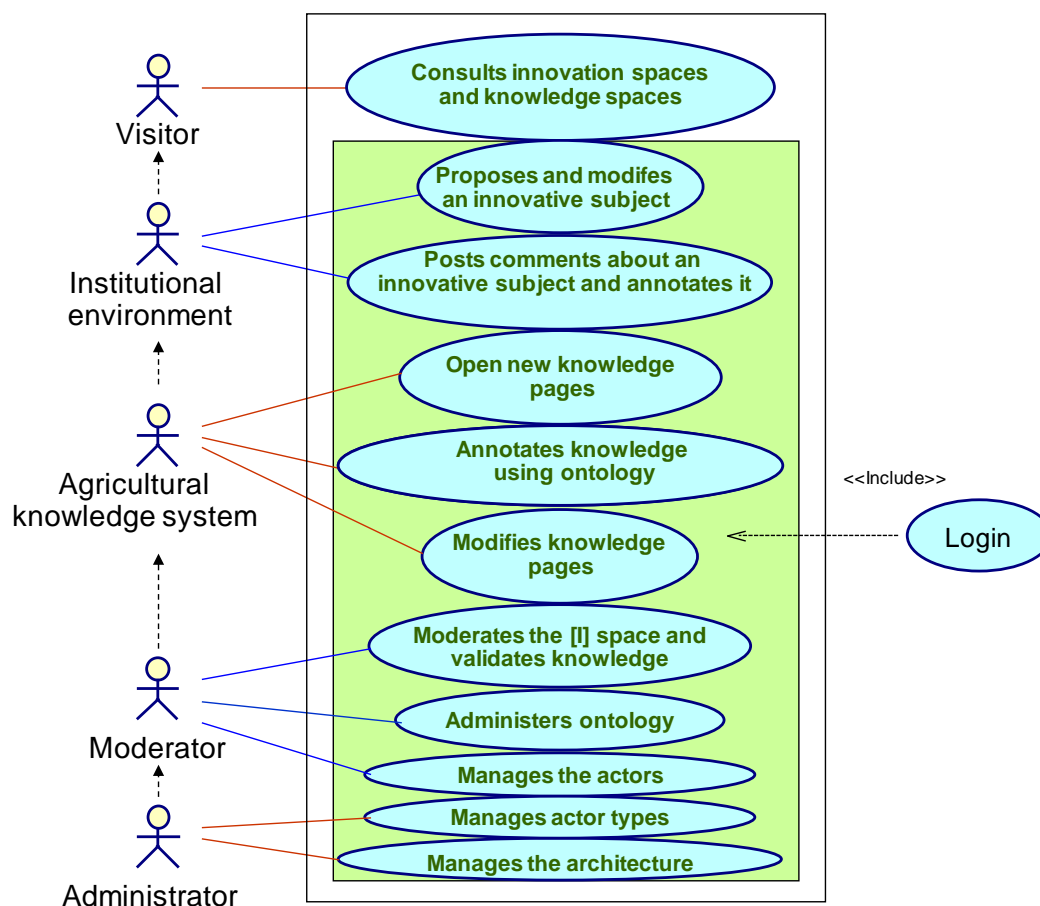 Consults innovation spaces
and knowledge spaces
Visitor
Proposes and modifes
an innovative subject
Institutional
environment
Posts comments about an
innovative subject and annotates it
Open new knowledge
pages
Annotates knowledge
using ontology
Agricultural
knowledge system
<<Include>>
Login
Modifies knowledge
pages
Moderates the [I] space and
validates knowledge
Administers ontology
Moderator
Manages the actors
Manages actor types
Manages the architecture
Administrator